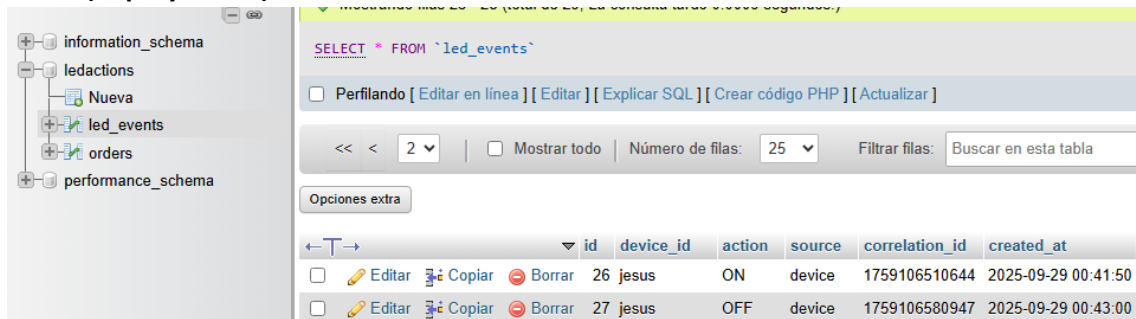 information_schema
ledactions
Nueva
led_events
orders
performance_schema
SELECT * FROM `led_events`
Perfilando [ Editar en línea ] [ Editar ] [ Explicar SQL ] [ Crear código PHP ] [ Actualizar ]
<< < 2 | Mostrar todo | Número de filas: 25 Filtrar filas: Buscar en esta tabla
Opciones extra
←T→ id device_id action source correlation_id created_at
Editar Copiar Borrar 26 jesus ON device 1759106510644 2025-09-29 00:41:50
Editar Copiar Borrar 27 jesus OFF device 1759106580947 2025-09-29 00:43:00